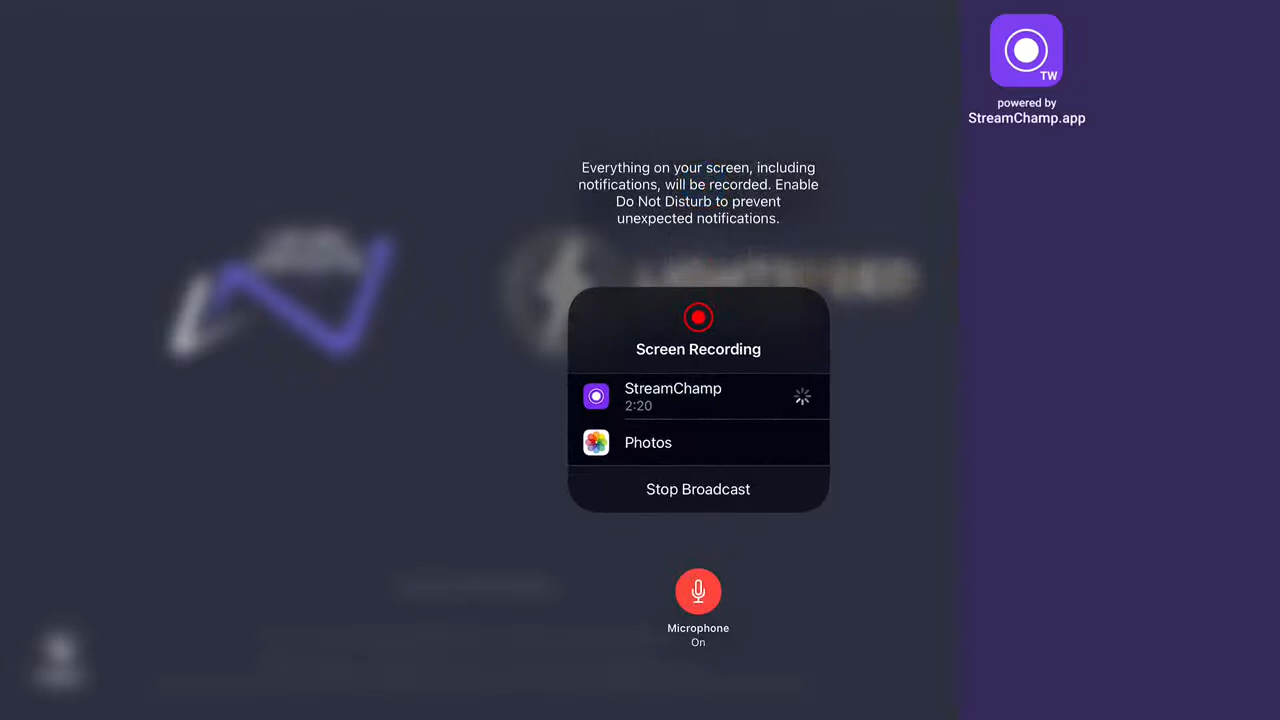 TW
powered by
StreamChamp.app
Everything on your screen, including
notifications, will be recorded. Enable
Do Not Disturb to prevent
unexpected notifications.
Screen Recording
StreamChamp
2:20
Photos
Stop Broadcast
Microphone
On